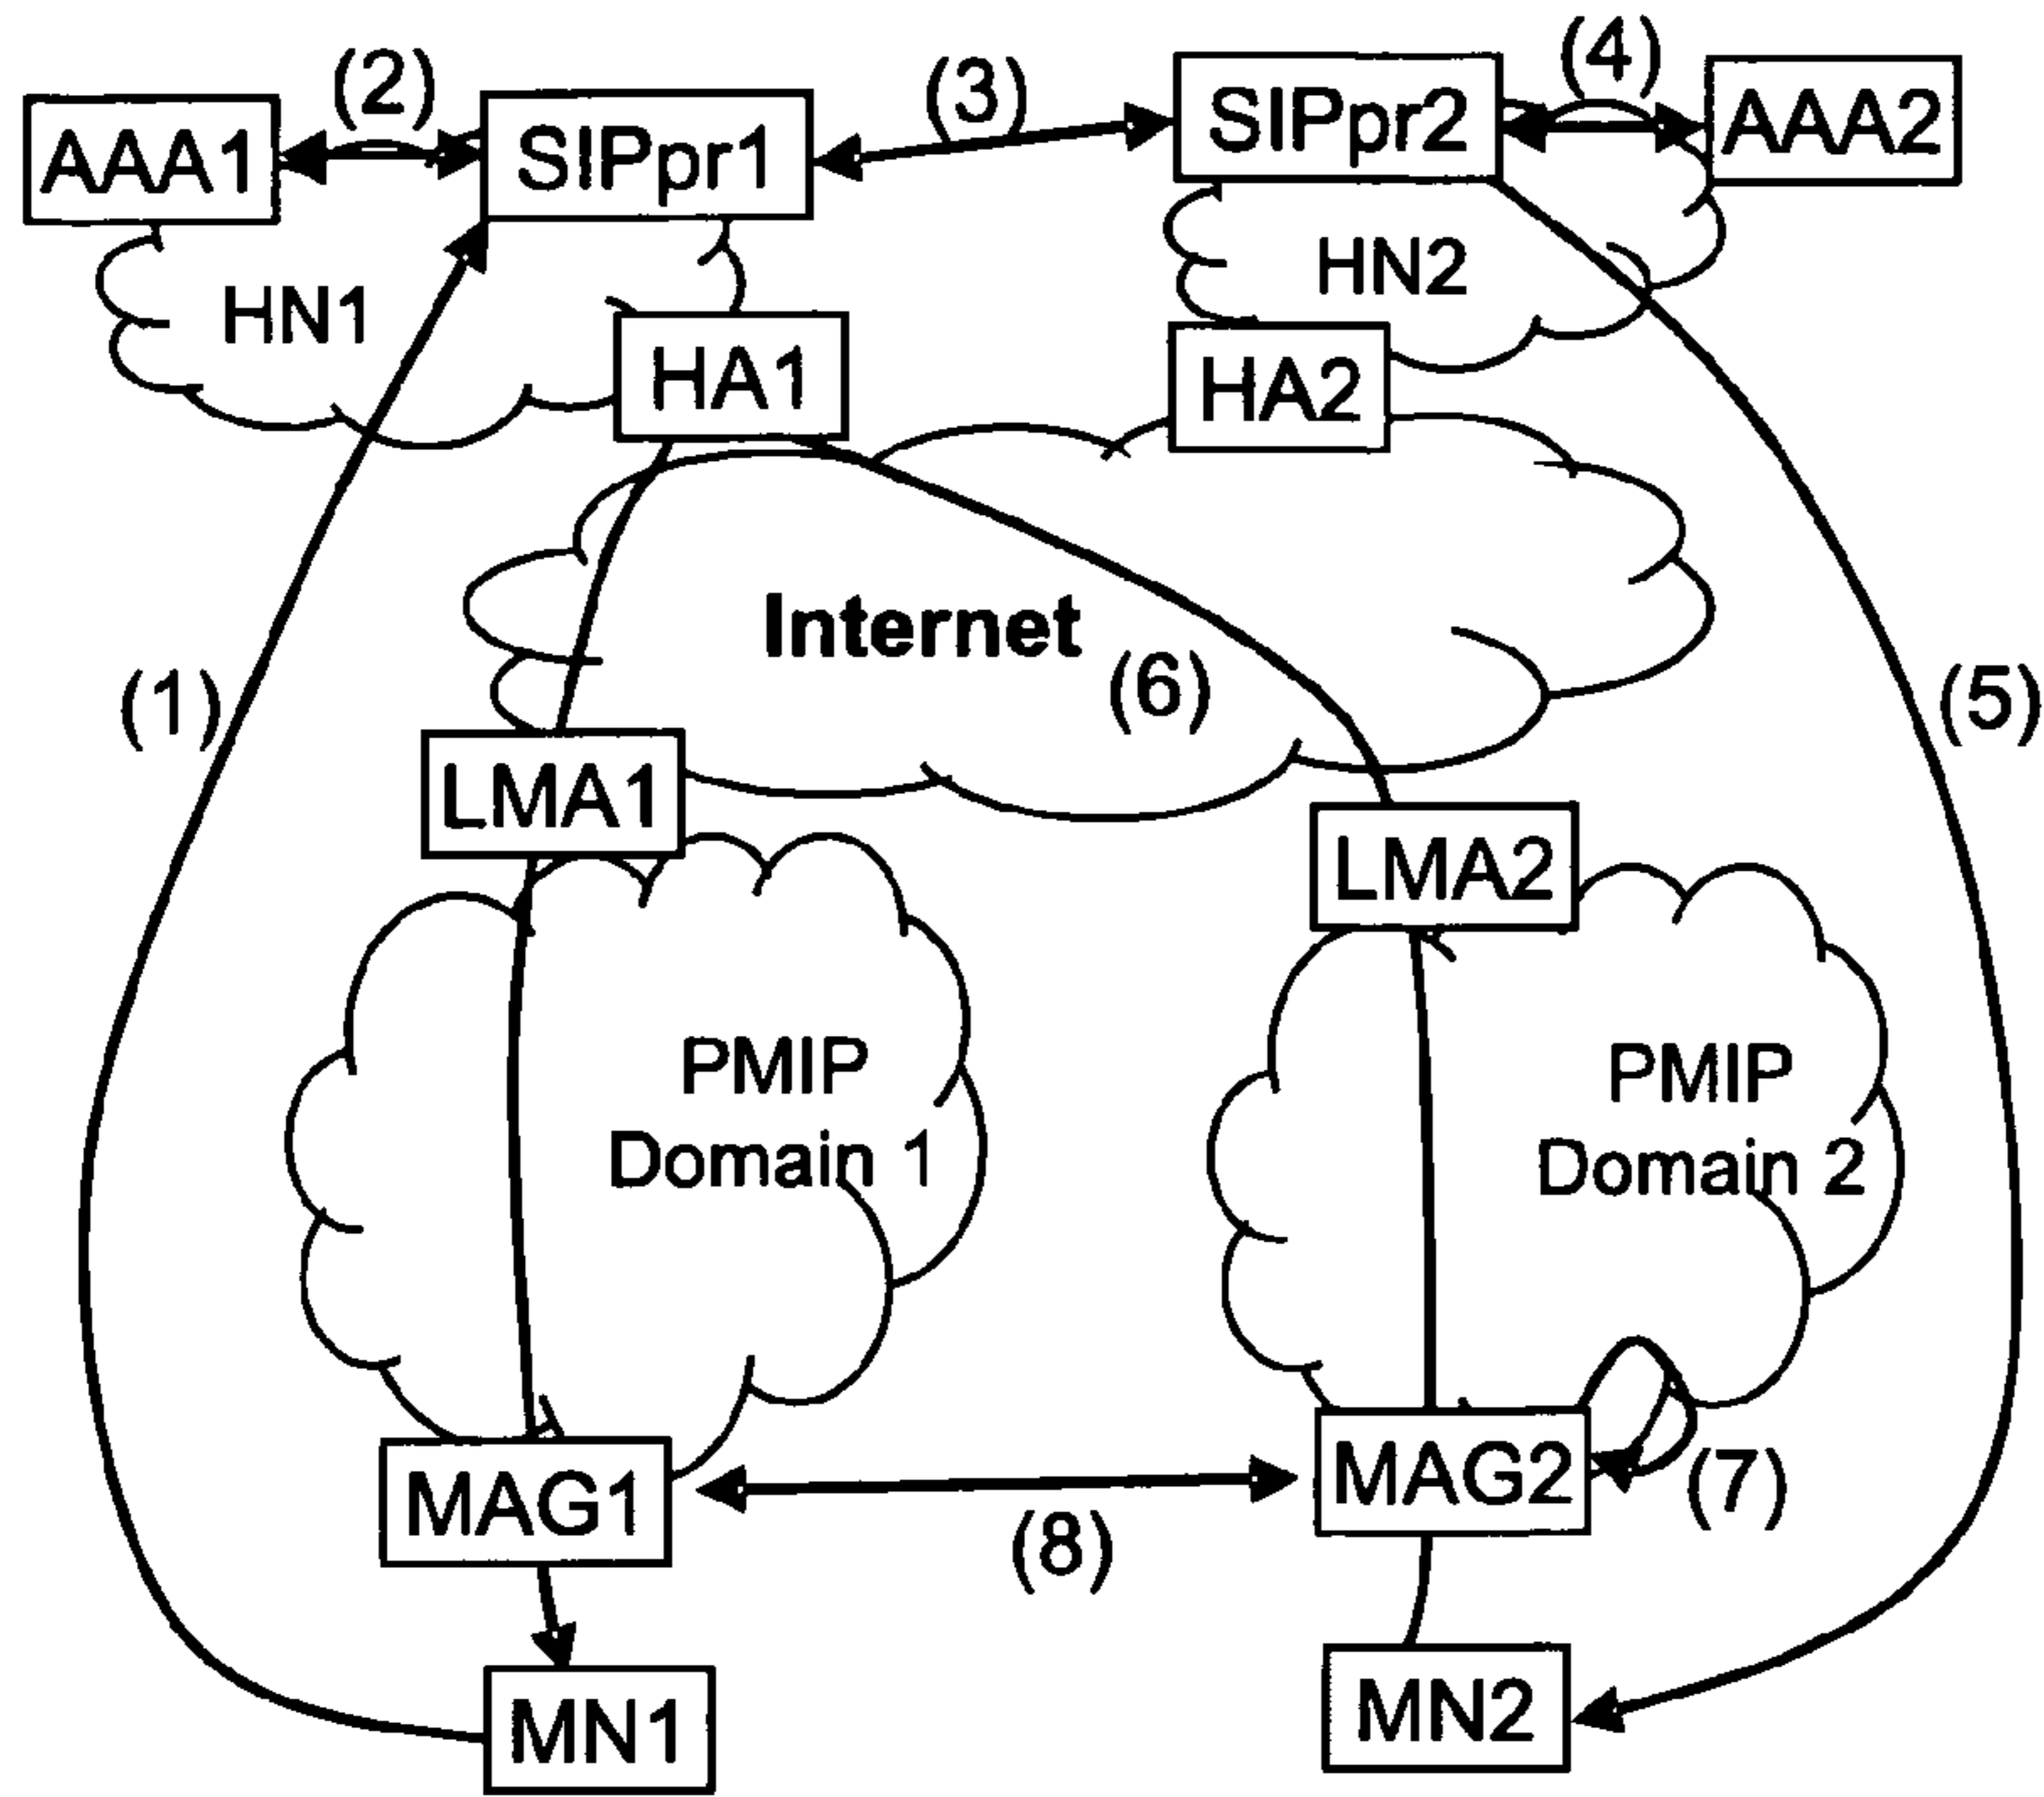 (2)
(3)
(4)
AAA1
SIPpr1
SIPpr2
AAA2
HN1
HN2
HA1
HA2
Internet
(1)
(6)
(5)
LMA1
LMA2
PMIP
Domain 1
PMIP
Domain 2
MAG1
MAG2
(7)
(8)
MN1
MN2